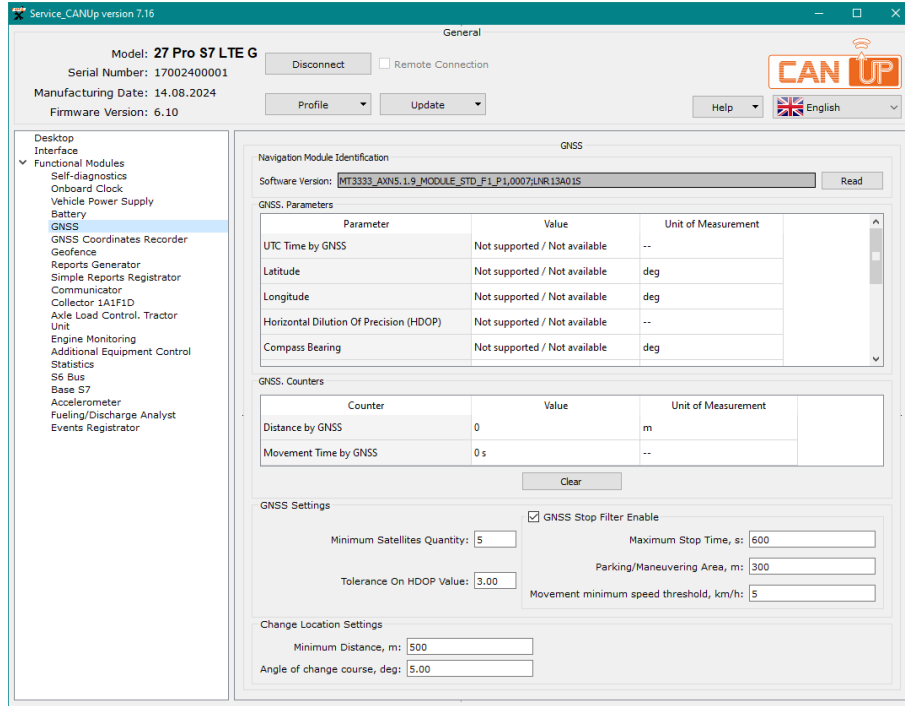 Service_CANUp version 7.16
General
Model: 27 Pro S7 LTE G
Serial Number: 17002400001
Manufacturing Date: 14.08.2024
Firmware Version: 6.10
Disconnect
Remote Connection
Profile
Update
CAN UP
Help
English
Desktop
Interface
Functional Modules
Self-diagnostics
Onboard Clock
Vehicle Power Supply
Battery
GNSS
GNSS Coordinates Recorder
Geofence
Reports Generator
Simple Reports Registrator
Communicator
Collector 1A1F1D
Axle Load Control. Tractor
Unit
Engine Monitoring
Additional Equipment Control
Statistics
S6 Bus
Base S7
Accelerometer
Fueling/Discharge Analyst
Events Registrator
GNSS
Navigation Module Identification
Software Version: MT3333_AXN5.1.9_MODULE_STD_F1_P1,0007;LNR13A01S
Read
GNSS. Parameters
Parameter Value Unit of Measurement
UTC Time by GNSS Not supported / Not available --
Latitude Not supported / Not available deg
Longitude Not supported / Not available deg
Horizontal Dilution Of Precision (HDOP) Not supported / Not available --
Compass Bearing Not supported / Not available deg
GNSS. Counters
Counter Value Unit of Measurement
Distance by GNSS 0 m
Movement Time by GNSS 0 s --
Clear
GNSS Settings
Minimum Satellites Quantity: 5
Tolerance On HDOP Value: 3.00
GNSS Stop Filter Enable
Maximum Stop Time, s: 600
Parking/Maneuvering Area, m: 300
Movement minimum speed threshold, km/h: 5
Change Location Settings
Minimum Distance, m: 500
Angle of change course, deg: 5.00